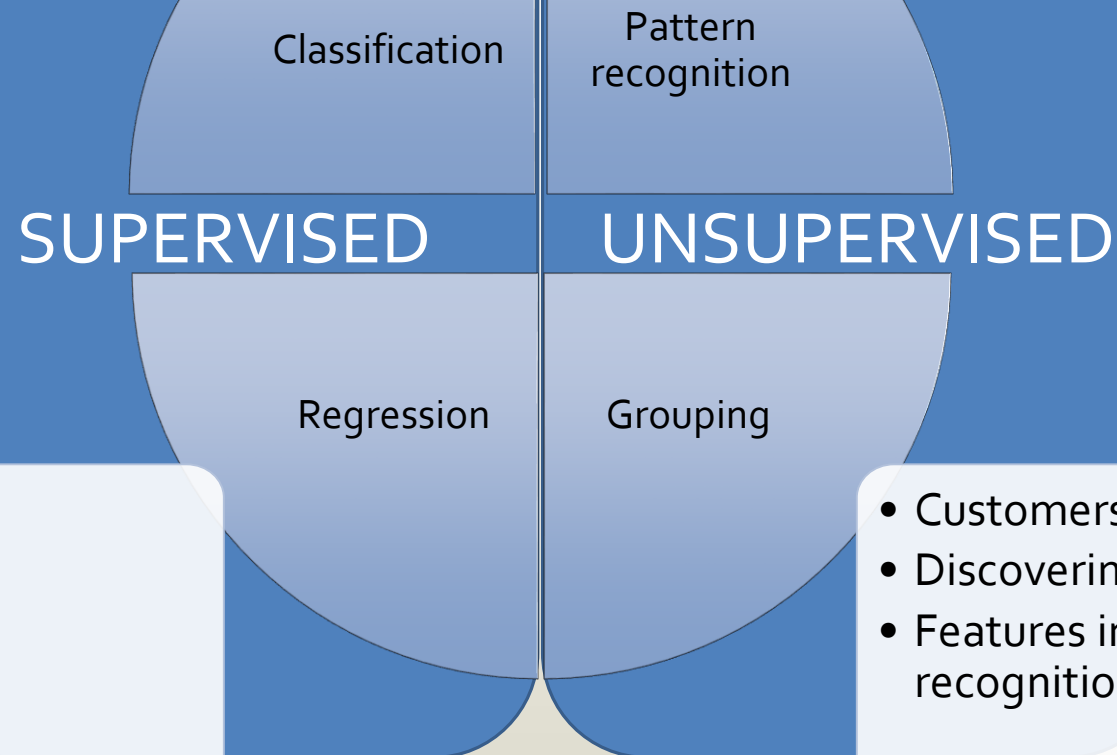 Classification
Pattern
recognition
SUPERVISED
UNSUPERVISED
Regression
Grouping
• Customers
• Discoverin
• Features i
recognitio